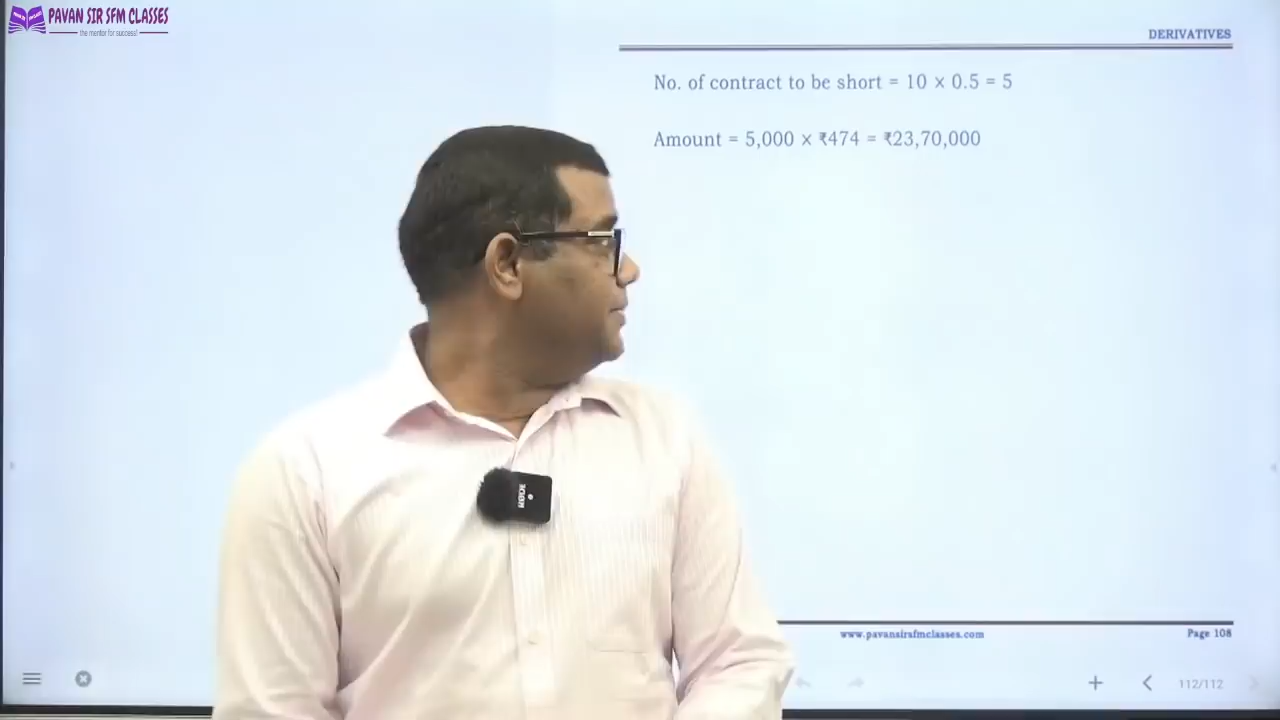 PAVAN SIR SFM CLASSES
the mentor for success!
DERIVATIVES
No. of contract to be short = 10 × 0.5 = 5
Amount = 5,000 × ₹474 = ₹23,70,000
RØDE
www.pavansirsfmclasses.com
Page 108
112/112